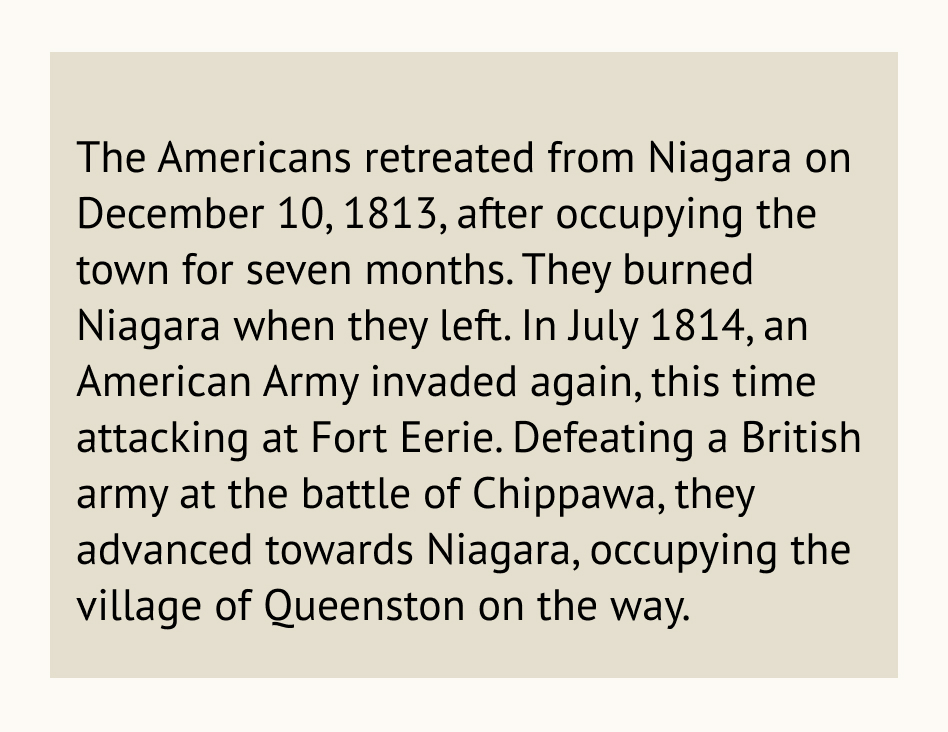 The Americans retreated from Niagara on
December 10, 1813, after occupying the
town for seven months. They burned
Niagara when they left. In July 1814, an
American Army invaded again, this time
attacking at Fort Eerie. Defeating a British
army at the battle of Chippawa, they
advanced towards Niagara, occupying the
village of Queenston on the way.